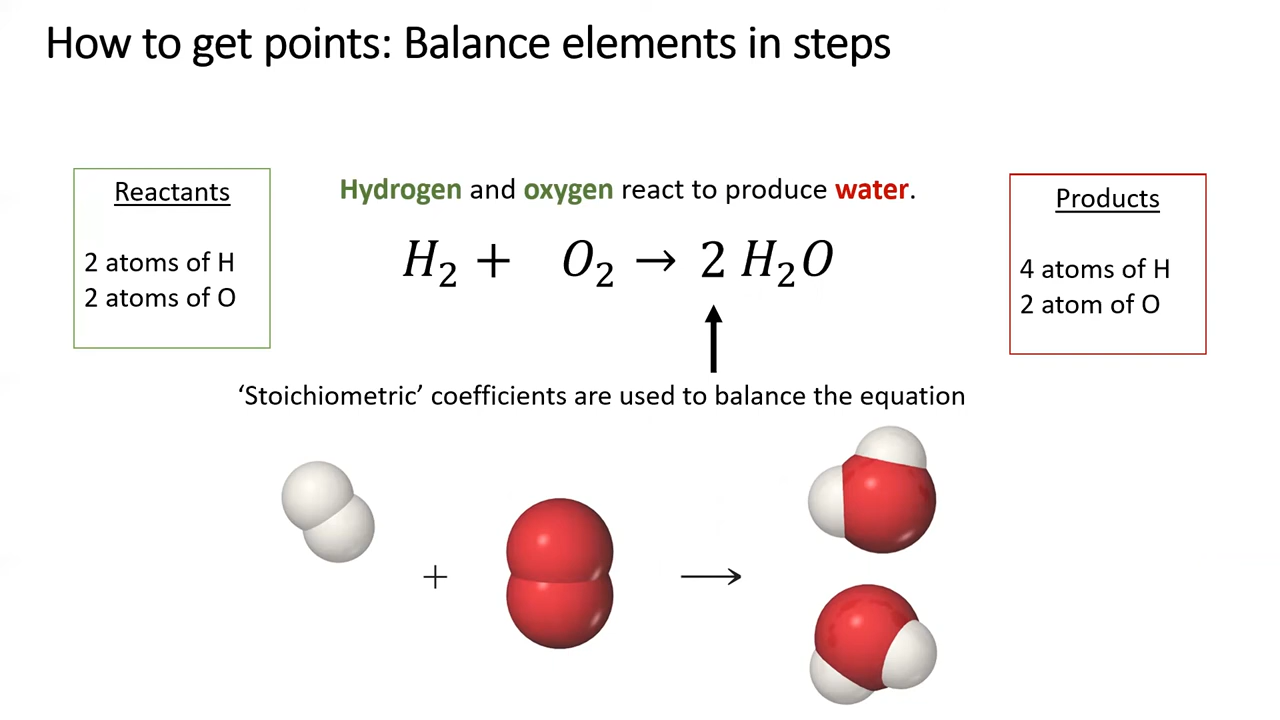 How to get points: Balance elements in steps
Reactants
2 atoms of H
2 atoms of O
Hydrogen and oxygen react to produce water.
H₂ + O₂ → 2 H₂O
Products
4 atoms of H
2 atom of O
‘Stoichiometric’ coefficients are used to balance the equation
+ →